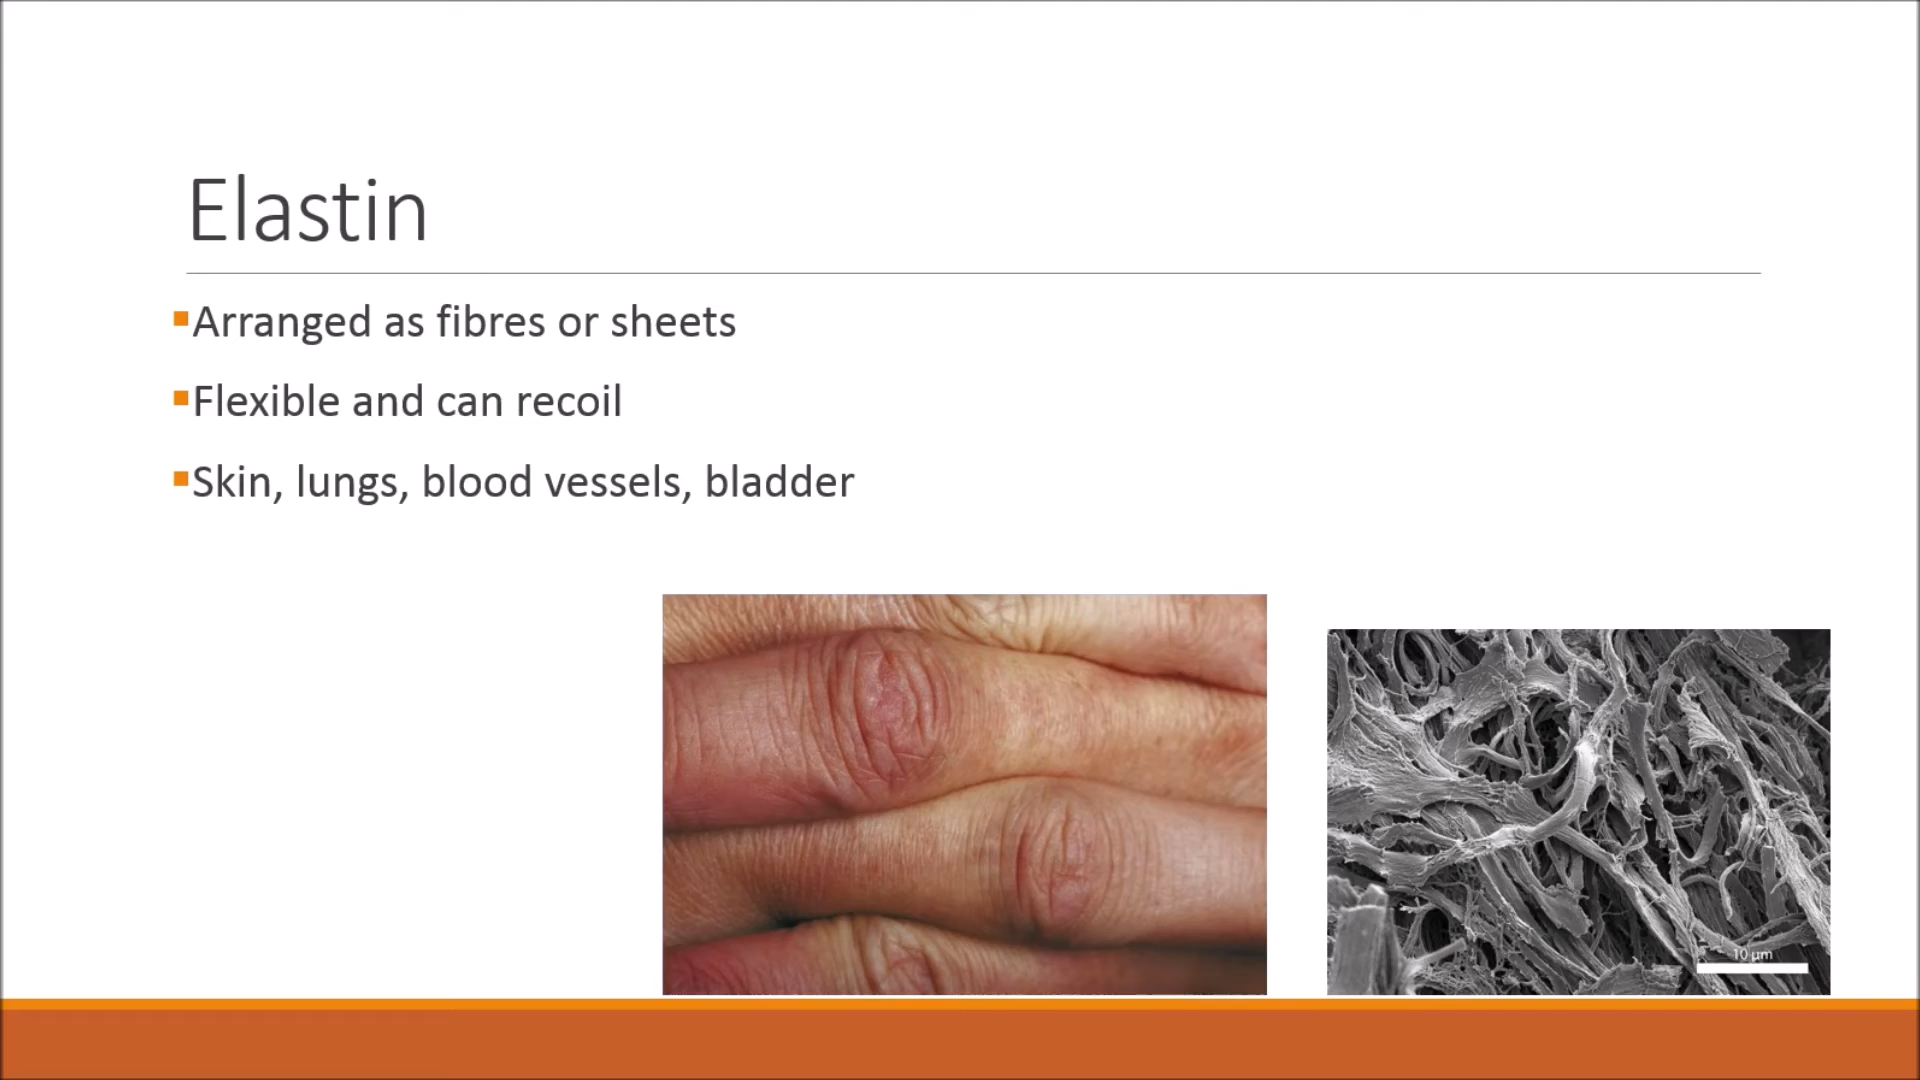 Elastin
▪Arranged as fibres or sheets
▪Flexible and can recoil
▪Skin, lungs, blood vessels, bladder
10 µm